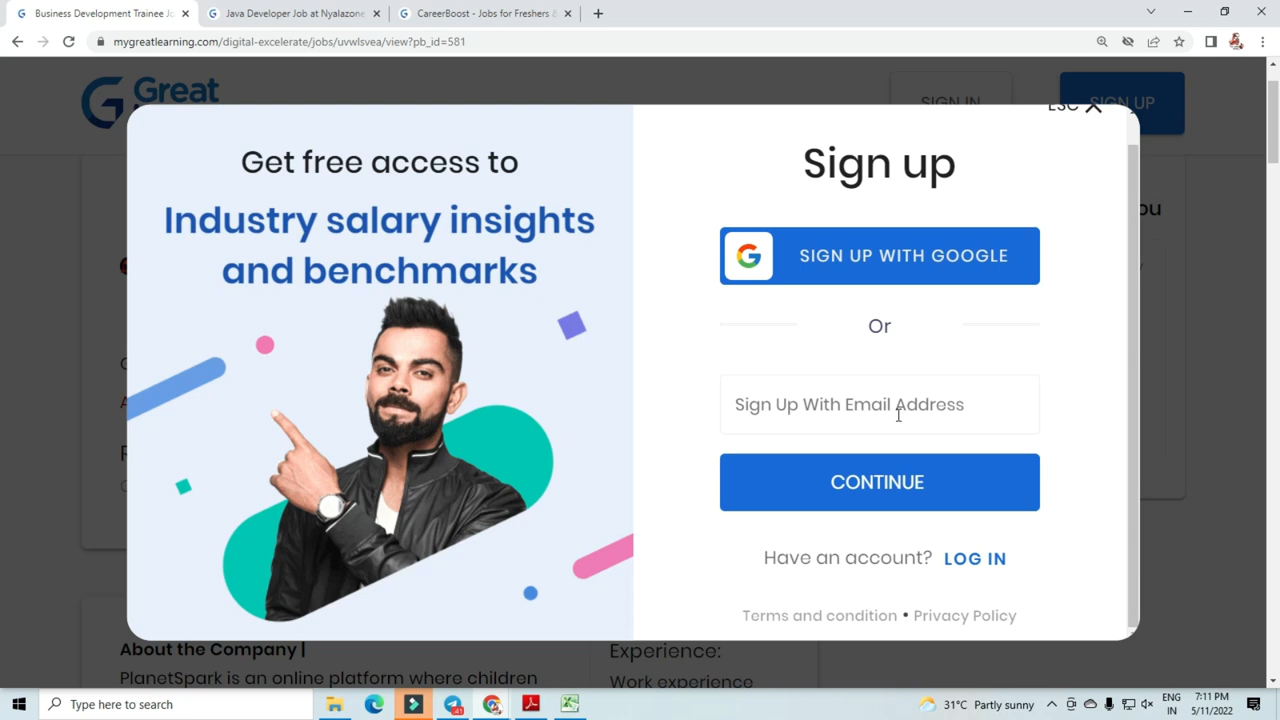 Business Development Trainee Jo
Java Developer Job at Nyalazone
CareerBoost - Jobs for Freshers &
mygreatlearning.com/digital-excelerate/jobs/uvwlsvea/view?pb_id=581
Great
SIGN IN
SIGN UP
ESC
Get free access to
Industry salary insights
and benchmarks
Sign up
SIGN UP WITH GOOGLE
Or
Sign Up With Email Address
CONTINUE
Have an account? LOG IN
Terms and condition • Privacy Policy
ou
About the Company |
PlanetSpark is an online platform where children
Experience:
Work experience
Type here to search
41
31°C Partly sunny
ENG
IN
7:11 PM
5/11/2022